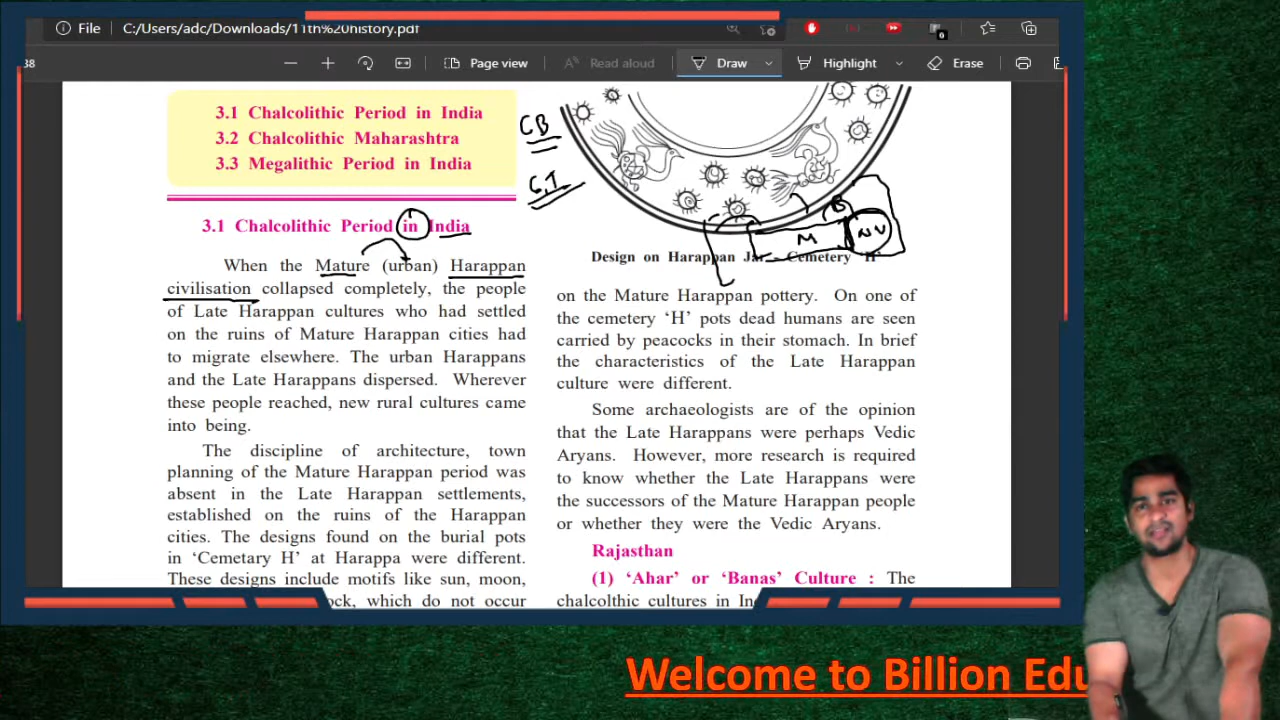 File C:/Users/adc/Downloads/11th%20history.pdf
38
Page view
Read aloud
Draw
Highlight
Erase
3.1 Chalcolithic Period in India
3.2 Chalcolithic Maharashtra
3.3 Megalithic Period in India
3.1 Chalcolithic Period in India
When the Mature (urban) Harappan
civilisation collapsed completely, the people
of Late Harappan cultures who had settled
on the ruins of Mature Harappan cities had
to migrate elsewhere. The urban Harappans
and the Late Harappans dispersed. Wherever
these people reached, new rural cultures came
into being.
The discipline of architecture, town
planning of the Mature Harappan period was
absent in the Late Harappan settlements,
established on the ruins of the Harappan
cities. The designs found on the burial pots
in ‘Cemetary H’ at Harappa were different.
These designs include motifs like sun, moon,
which do not occur
CB
G.I
M
B
Design on Harappan Jar - Cemetery ‘H’
on the Mature Harappan pottery. On one of
the cemetery ‘H’ pots dead humans are seen
carried by peacocks in their stomach. In brief
the characteristics of the Late Harappan
culture were different.
Some archaeologists are of the opinion
that the Late Harappans were perhaps Vedic
Aryans. However, more research is required
to know whether the Late Harappans were
the successors of the Mature Harappan people
or whether they were the Vedic Aryans.
Rajasthan
(1) ‘Ahar’ or ‘Banas’ Culture : The
chalcolthic cultures in In
Welcome to Billion Edu